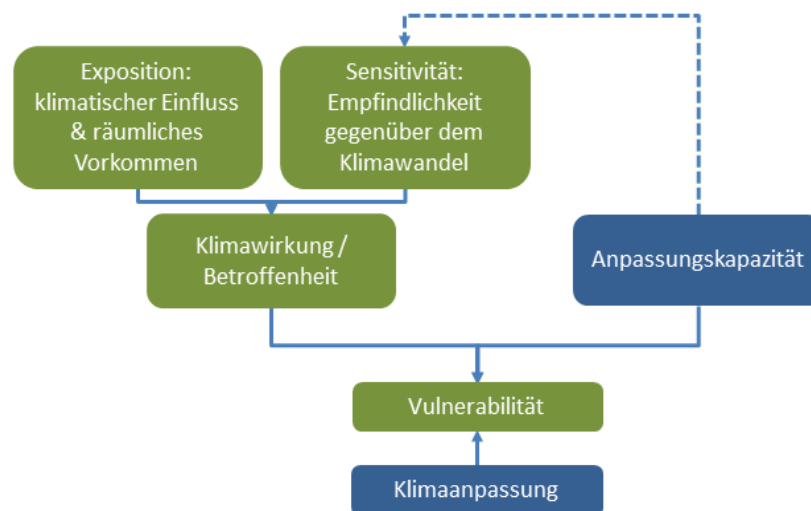 Exposition:
klimatischer Einfluss
& räumliches
Vorkommen
Sensitivität:
Empfindlichkeit
gegenüber dem
Klimawandel
Klimawirkung /
Betroffenheit
Anpassungskapazität
Vulnerabilität
Klimaanpassung